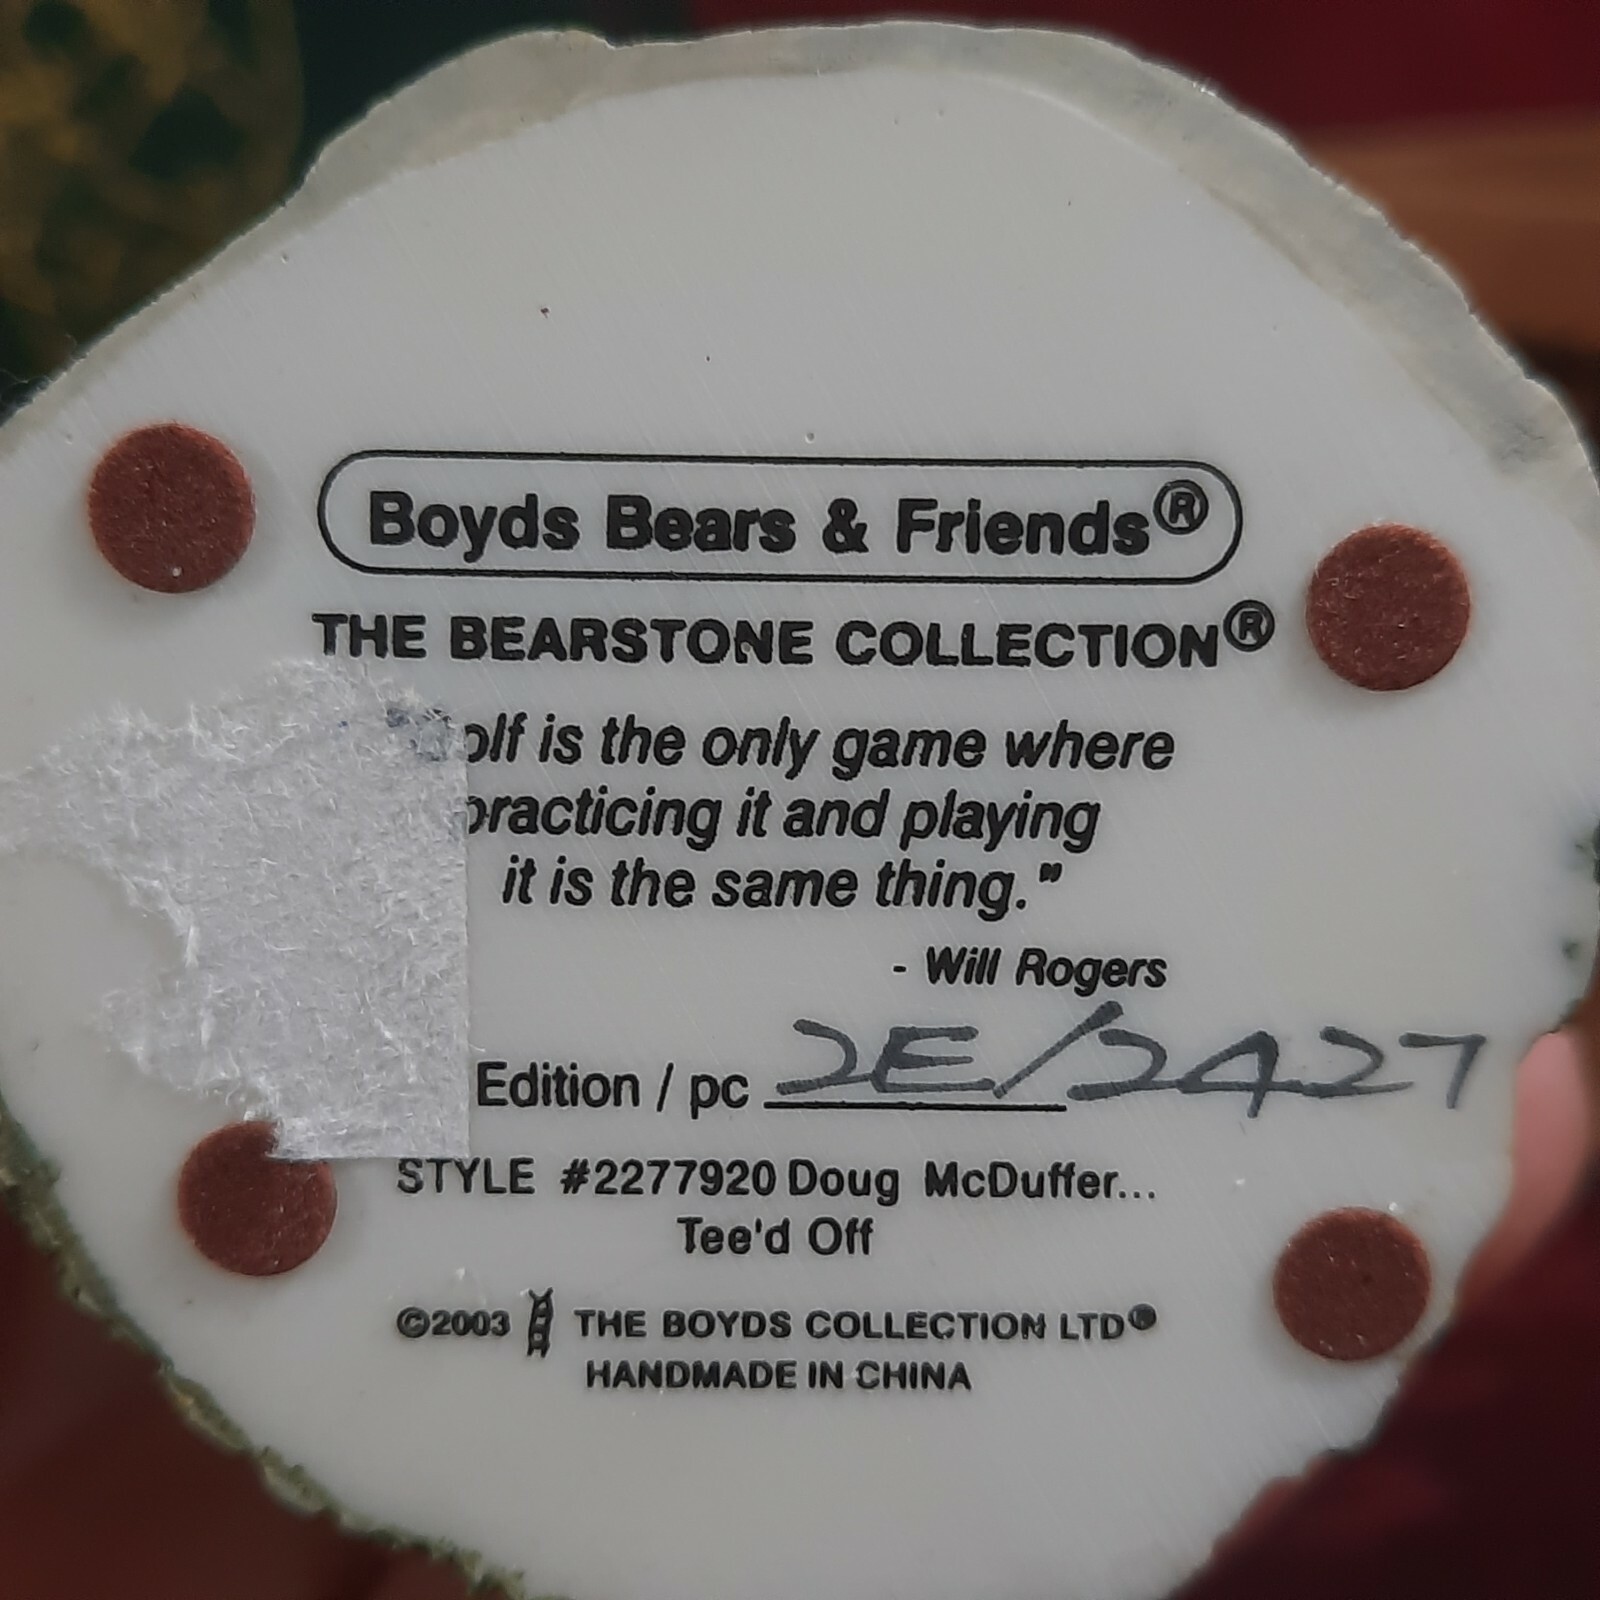 Boyds Bears & Friends®
THE BEARSTONE COLLECTION®
olf is the only game where
practicing it and playing
it is the same thing."
- Will Rogers
Edition / pc 2E/2427
STYLE #2277920 Doug McDuffer...
Tee'd Off
©2003 THE BOYDS COLLECTION LTD®
HANDMADE IN CHINA